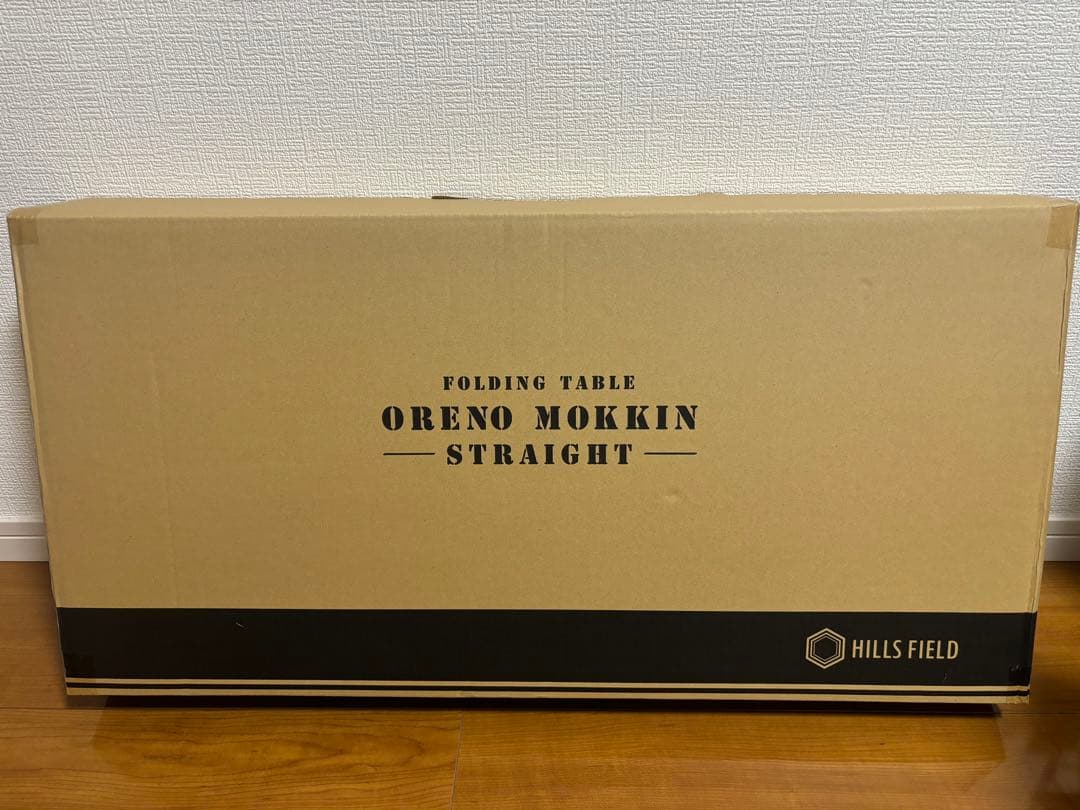 FOLDING TABLE
ORENO MOKKIN
STRAIGHT
HILLS FIELD